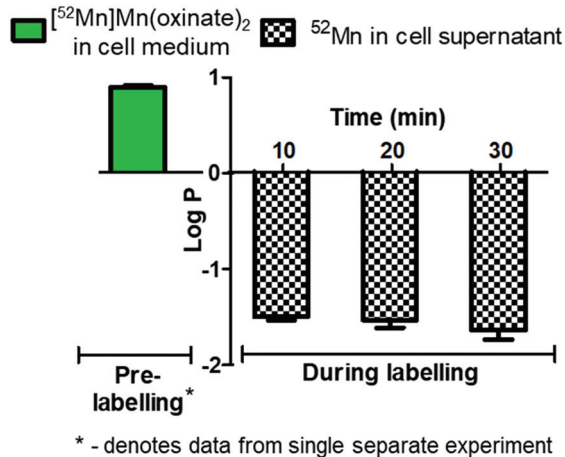 [⁵²Mn]Mn(oxinate)₂
in cell medium
⁵²Mn in cell supernatant
1
0
-1
-2
Log P
Time (min)
10 20 30
Pre-
labelling*
During labelling
* - denotes data from single separate experiment